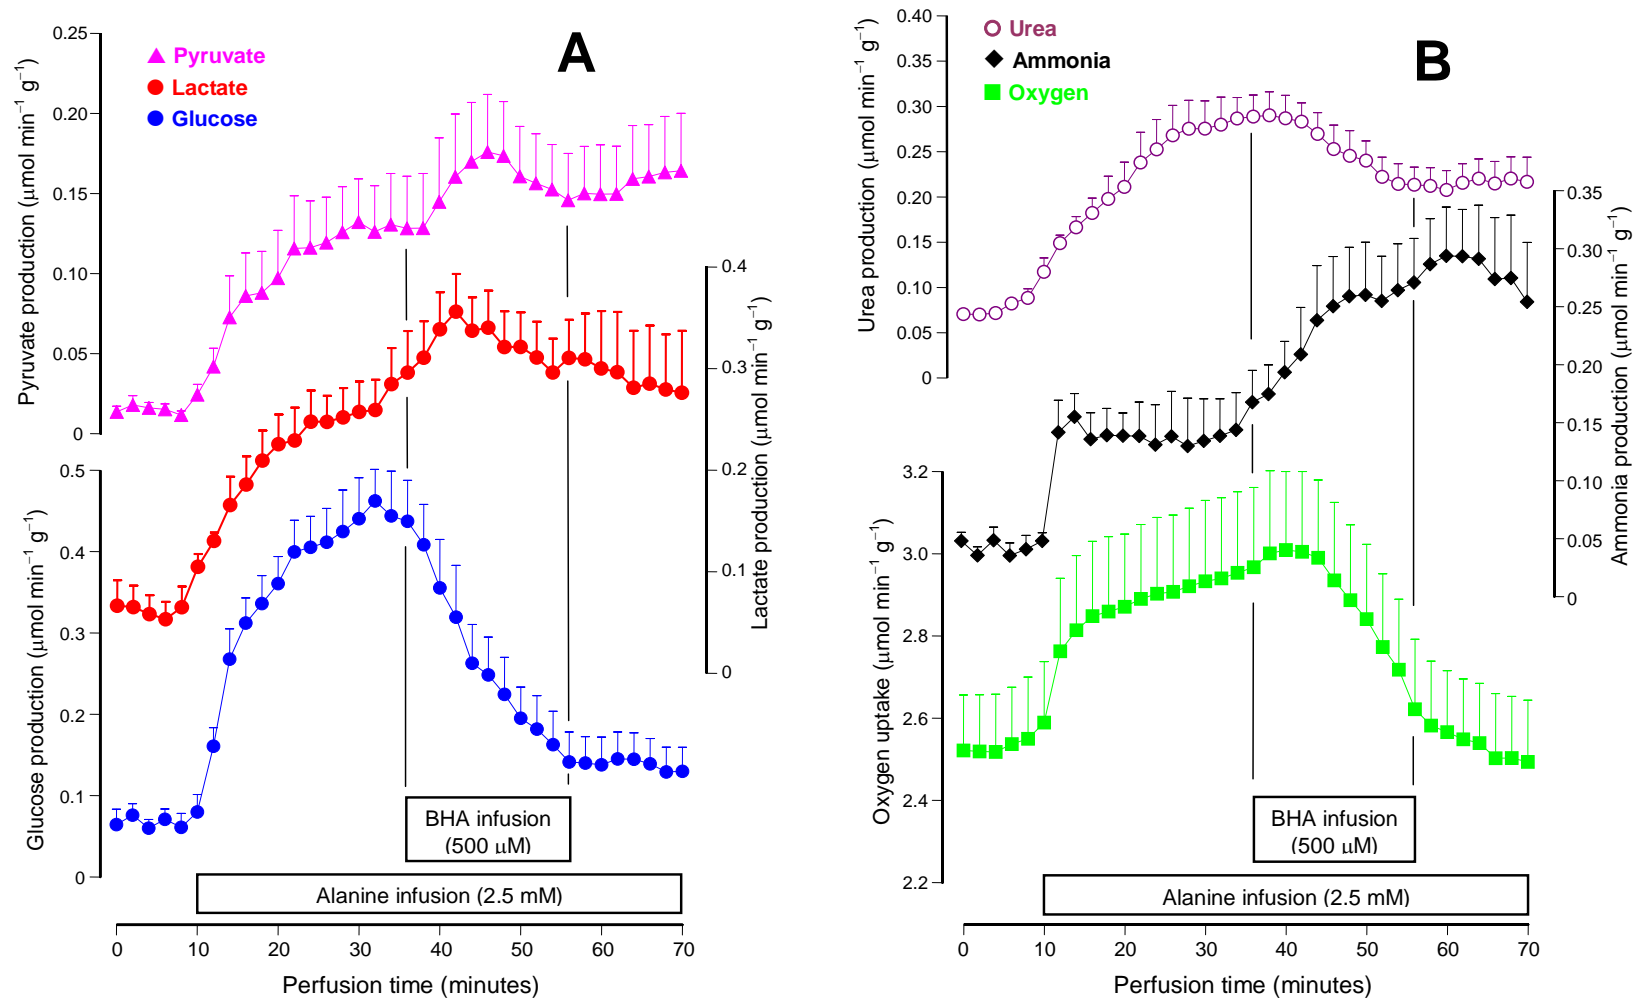 A
Pyruvate
Lactate
Glucose
Pyruvate production (μmol min⁻¹ g⁻¹)
0.25
0.20
0.15
0.10
0.05
0
Lactate production (μmol min⁻¹ g⁻¹)
0.4
0.3
0.2
0.1
0
Glucose production (μmol min⁻¹ g⁻¹)
0.5
0.4
0.3
0.2
0.1
0
BHA infusion
(500 μM)
Alanine infusion (2.5 mM)
0 10 20 30 40 50 60 70
Perfusion time (minutes)
B
Urea
Ammonia
Oxygen
Urea production (μmol min⁻¹ g⁻¹)
0.40
0.35
0.30
0.25
0.20
0.15
0.10
0.05
0
Ammonia production (μmol min⁻¹ g⁻¹)
0.35
0.30
0.25
0.20
0.15
0.10
0.05
0
Oxygen uptake (μmol min⁻¹ g⁻¹)
3.2
3.0
2.8
2.6
2.4
2.2
BHA infusion
(500 μM)
Alanine infusion (2.5 mM)
0 10 20 30 40 50 60 70
Perfusion time (minutes)